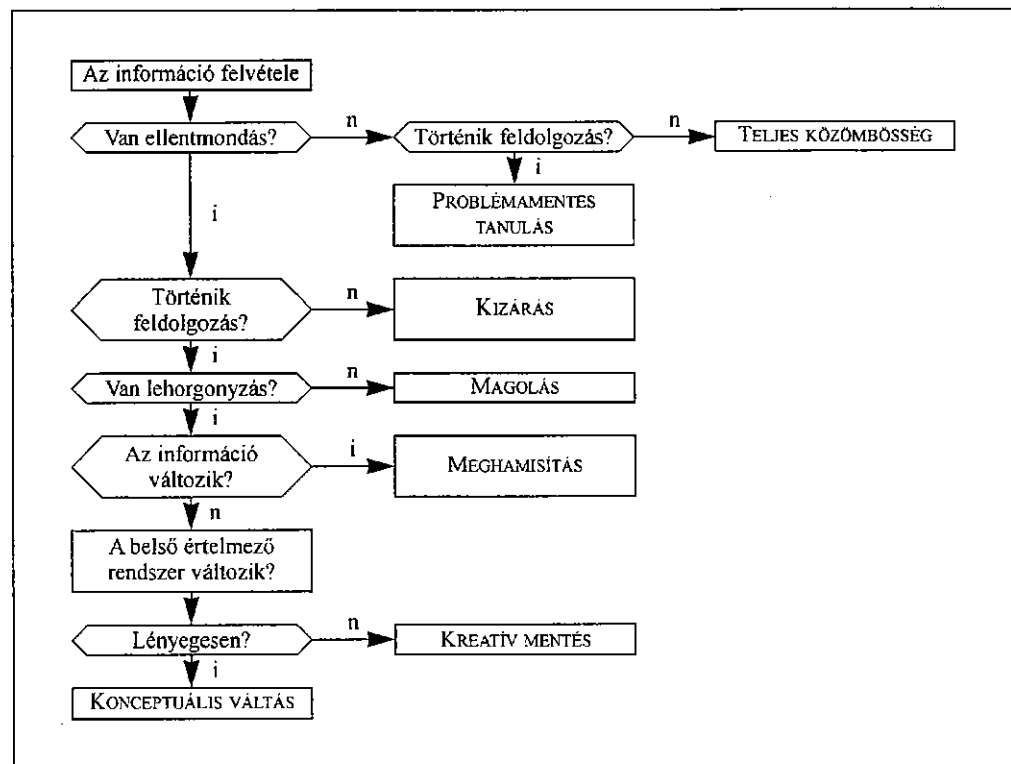 Az információ felvétele
Van ellentmondás?
n
Történik feldolgozás?
n
TELJES KÖZÖMBÖSSÉG
i
i
PROBLÉMAMENTES
TANULÁS
Történik
feldolgozás?
n
KIZÁRÁS
i
Van lehorgonyzás?
n
MAGOLÁS
i
Az információ
változik?
i
MEGHAMISÍTÁS
n
A belső értelmező
rendszer változik?
Lényegesen?
n
KREATÍV MENTÉS
i
KONCEPTUÁLIS VÁLTÁS